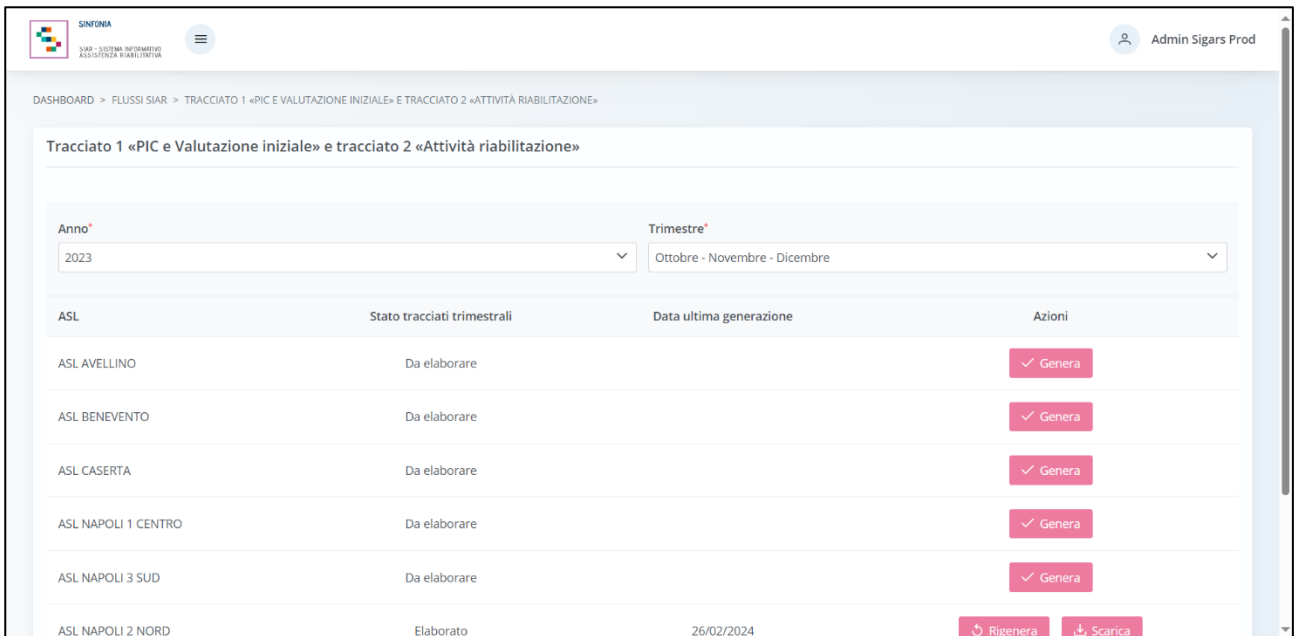 SINFONIA
SIAR - SISTEMA INFORMATIVO
ASSISTENZA RIABILITATIVA
Admin Sigars Prod
DASHBOARD > FLUSSI SIAR > TRACCIATO 1 «PIC E VALUTAZIONE INIZIALE» E TRACCIATO 2 «ATTIVITÀ RIABILITAZIONE»
Tracciato 1 «PIC e Valutazione iniziale» e tracciato 2 «Attività riabilitazione»
Anno* Trimestre*
2023 Ottobre - Novembre - Dicembre
ASL Stato tracciati trimestrali Data ultima generazione Azioni
ASL AVELLINO Da elaborare Genera
ASL BENEVENTO Da elaborare Genera
ASL CASERTA Da elaborare Genera
ASL NAPOLI 1 CENTRO Da elaborare Genera
ASL NAPOLI 3 SUD Da elaborare Genera
ASL NAPOLI 2 NORD Elaborato 26/02/2024 Rigenera Scarica